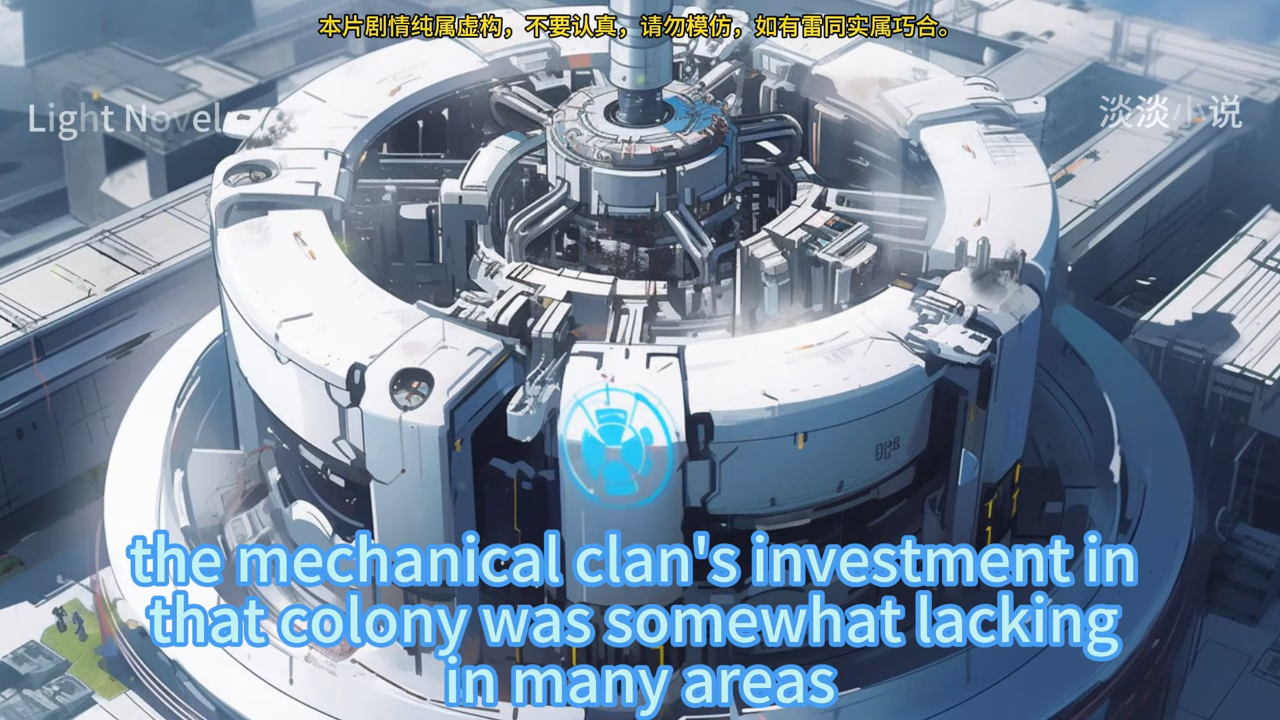 本片剧情纯属虚构，不要认真，请勿模仿，如有雷同实属巧合。
Light Novel
淡淡小说
the mechanical clan's investment in
that colony was somewhat lacking
in many areas